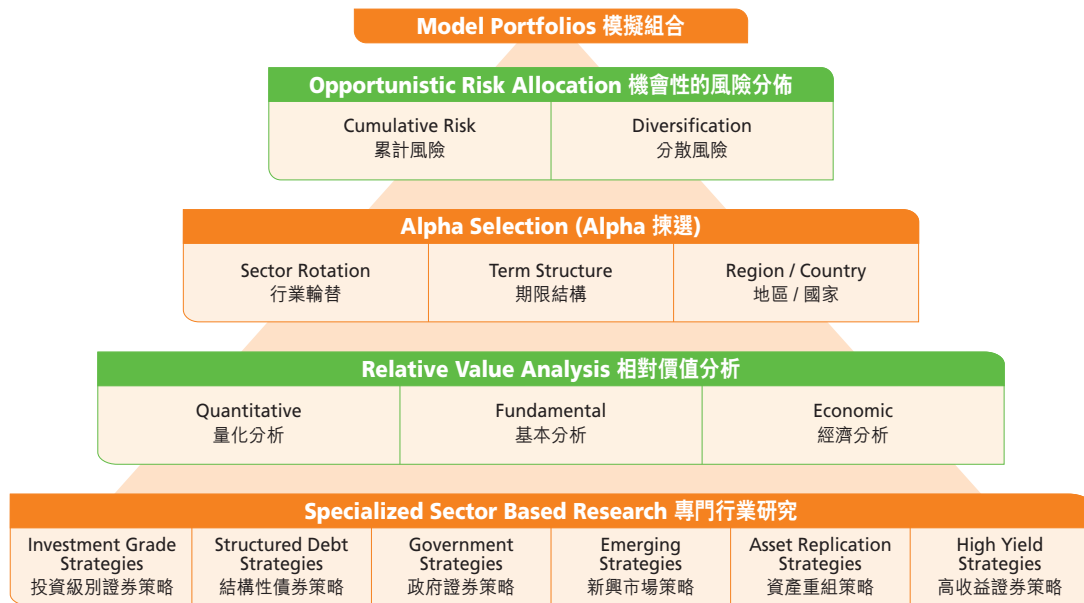 Model Portfolios 模擬組合
Opportunistic Risk Allocation 機會性的風險分佈
Cumulative Risk
累計風險
Diversification
分散風險
Alpha Selection (Alpha 揀選)
Sector Rotation
行業輪替
Term Structure
期限結構
Region / Country
地區 / 國家
Relative Value Analysis 相對價值分析
Quantitative
量化分析
Fundamental
基本分析
Economic
經濟分析
Specialized Sector Based Research 專門行業研究
Investment Grade
Strategies
投資級別證券策略
Structured Debt
Strategies
結構性債券策略
Government
Strategies
政府證券策略
Emerging
Strategies
新興市場策略
Asset Replication
Strategies
資產重組策略
High Yield
Strategies
高收益證券策略